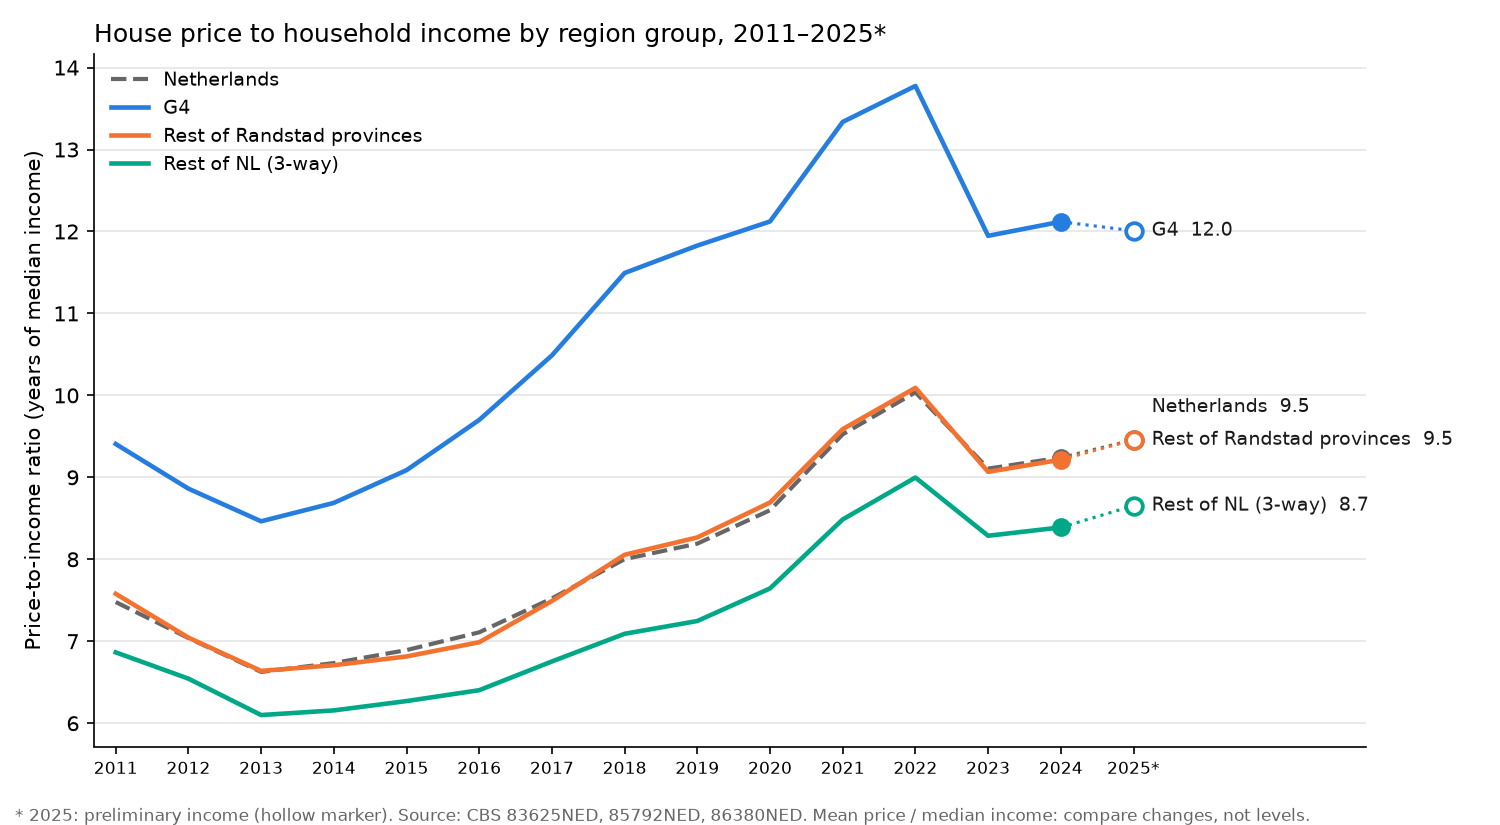 House price to household income by region group, 2011–2025*
Price-to-income ratio (years of median income)
14
13
12
11
10
9
8
7
6
Netherlands
G4
Rest of Randstad provinces
Rest of NL (3-way)
G4 12.0
Netherlands 9.5
Rest of Randstad provinces 9.5
Rest of NL (3-way) 8.7
2011 2012 2013 2014 2015 2016 2017 2018 2019 2020 2021 2022 2023 2024 2025*
* 2025: preliminary income (hollow marker). Source: CBS 83625NED, 85792NED, 86380NED. Mean price / median income: compare changes, not levels.